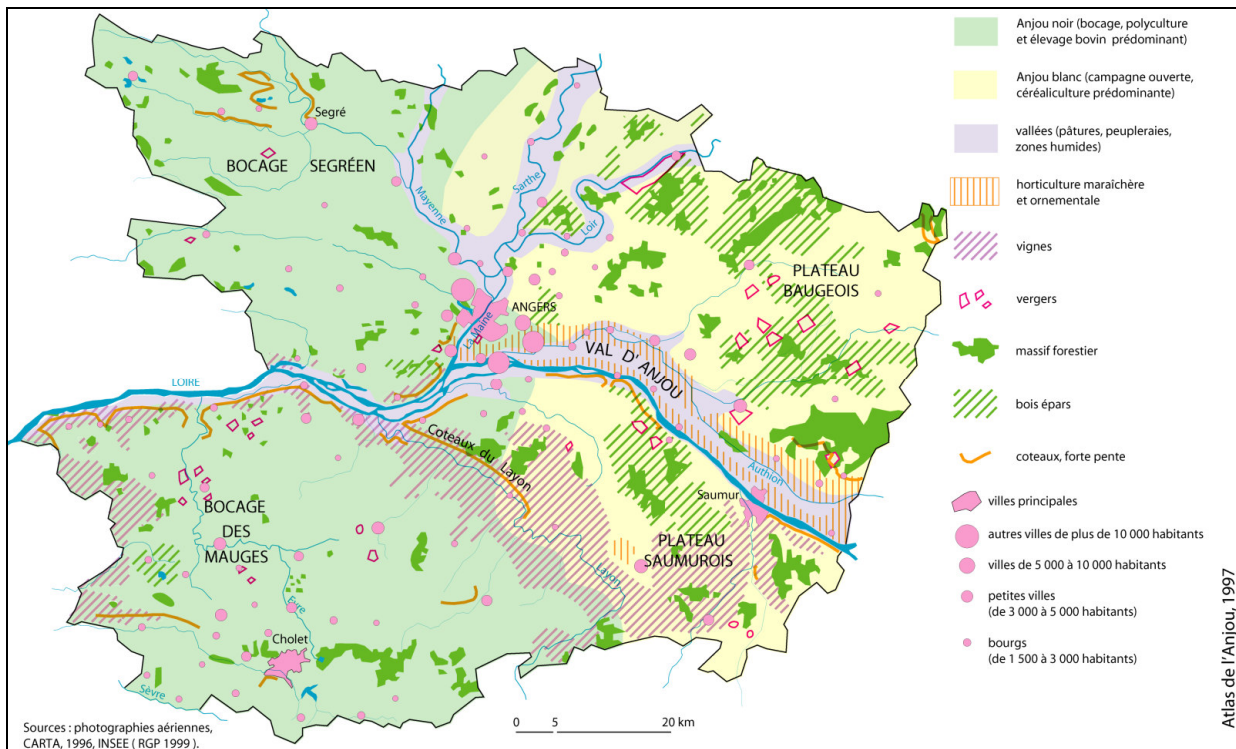 Segré
BOCAGE SEGRÉEN
Mayenne
Sarthe
Loir
PLATEAU
BAUGEOIS
ANGERS
La Maine
VAL D'ANJOU
LOIRE
Coteaux du Layon
Authion
Saumur
BOCAGE
DES
MAUGES
PLATEAU
SAUMUROIS
Layon
Evre
Cholet
Sèvre
0 5 20 km
Sources : photographies aériennes,
CARTA, 1996, INSEE ( RGP 1999 ).
Anjou noir (bocage, polyculture
et élevage bovin prédominant)
Anjou blanc (campagne ouverte,
céréaliculture prédominante)
vallées (pâtures, peupleraies,
zones humides)
horticulture maraîchère
et ornementale
vignes
vergers
massif forestier
bois épars
coteaux, forte pente
villes principales
autres villes de plus de 10 000 habitants
villes de 5 000 à 10 000 habitants
petites villes
(de 3 000 à 5 000 habitants)
bourgs
(de 1 500 à 3 000 habitants)
Atlas de l'Anjou, 1997